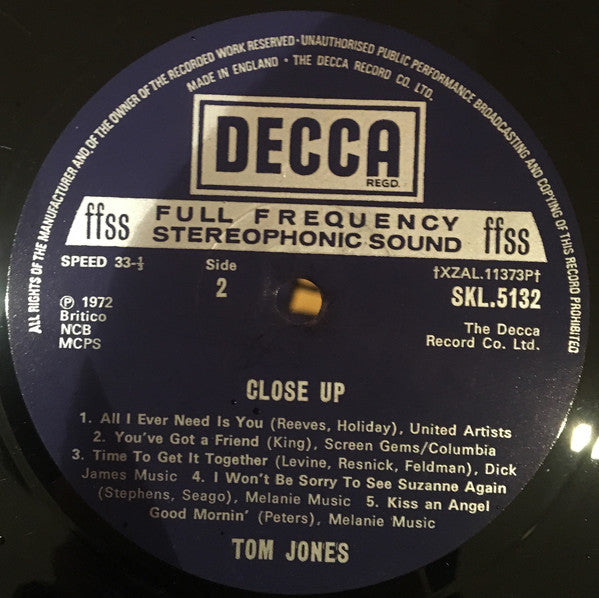 ALL RIGHTS OF THE MANUFACTURER AND OF THE OWNER OF THE RECORDED WORK RESERVED · UNAUTHORISED PUBLIC PERFORMANCE BROADCASTING AND COPYING OF THIS RECORD PROHIBITED
MADE IN ENGLAND · THE DECCA RECORD CO. LTD.
DECCA
REGD.
ffss FULL FREQUENCY STEREOPHONIC SOUND ffss
SPEED 33-⅓
Side
2
†XZAL.11373P†
SKL.5132
Ⓟ 1972
Britico
NCB
MCPS
The Decca
Record Co. Ltd.
CLOSE UP
1. All I Ever Need Is You (Reeves, Holiday), United Artists
2. You've Got a Friend (King), Screen Gems/Columbia
3. Time To Get It Together (Levine, Resnick, Feldman), Dick
James Music 4. I Won't Be Sorry To See Suzanne Again
(Stephens, Seago), Melanie Music 5. Kiss an Angel
Good Mornin' (Peters), Melanie Music
TOM JONES